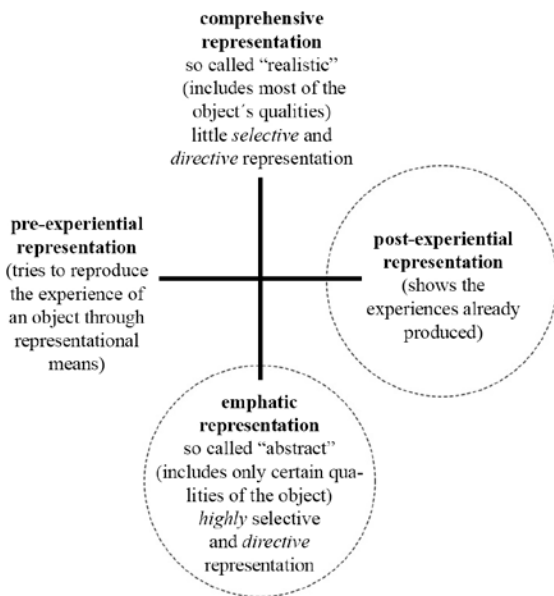 comprehensive
representation
so called “realistic”
(includes most of the
object´s qualities)
little selective and
directive representation
pre-experiential
representation
(tries to reproduce
the experience of
an object through
representational
means)
post-experiential
representation
(shows the
experiences already
produced)
emphatic
representation
so called “abstract”
(includes only certain qua-
lities of the object)
highly selective
and directive
representation